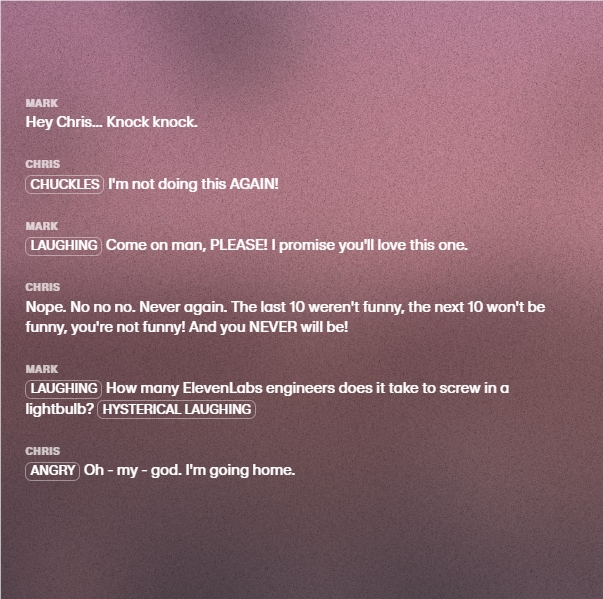 MARK
Hey Chris... Knock knock.
CHRIS
CHUCKLES I'm not doing this AGAIN!
MARK
LAUGHING Come on man, PLEASE! I promise you'll love this one.
CHRIS
Nope. No no no. Never again. The last 10 weren't funny, the next 10 won't be
funny, you're not funny! And you NEVER will be!
MARK
LAUGHING How many ElevenLabs engineers does it take to screw in a
lightbulb? HYSTERICAL LAUGHING
CHRIS
ANGRY Oh - my - god. I'm going home.